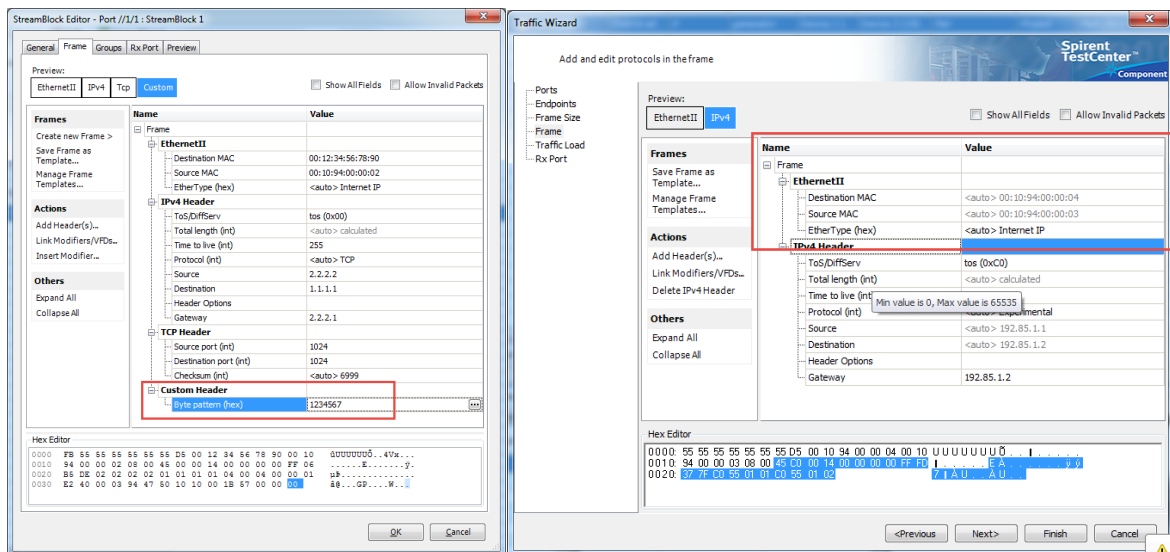 StreamBlock Editor - Port //1/1 : StreamBlock 1
General Frame Groups Rx Port Preview
Preview:
EthernetII IPv4 Tcp Custom
Show All Fields Allow Invalid Packets
Frames
Create new Frame >
Save Frame as
Template...
Manage Frame
Templates...
Actions
Add Header(s)...
Link Modifiers/VFDs...
Insert Modifier...
Others
Expand All
Collapse All
Name Value
Frame
EthernetII
Destination MAC 00:12:34:56:78:90
Source MAC 00:10:94:00:00:02
EtherType (hex) <auto> Internet IP
IPv4 Header
ToS/DiffServ tos (0x00)
Total length (int) <auto> calculated
Time to live (int) 255
Protocol (int) <auto> TCP
Source 2.2.2.2
Destination 1.1.1.1
Header Options
Gateway 2.2.2.1
TCP Header
Source port (int) 1024
Destination port (int) 1024
Checksum (int) <auto> 6999
Custom Header
Byte pattern (hex) 1234567 ...
Hex Editor
0000 FB 55 55 55 55 55 55 D5 00 12 34 56 78 90 00 10 ûUUUUUUÕ..4Vx...
0010 94 00 00 02 08 00 45 00 00 14 00 00 00 00 FF 06 ......E.......ÿ.
0020 B5 DE 02 02 02 02 01 01 01 01 04 00 04 00 00 01
0030 E2 40 00 03 94 47 50 10 10 00 1B 57 00 00 00 â@...GP....W...
OK Cancel
Traffic Wizard
Add and edit protocols in the frame
Spirent
TestCenter™
Component
Ports
Endpoints
Frame Size
Frame
Traffic Load
Rx Port
Preview:
EthernetII IPv4
Show All Fields Allow Invalid Packets
Frames
Save Frame as
Template...
Manage Frame
Templates...
Actions
Add Header(s)...
Link Modifiers/VFDs...
Delete IPv4 Header
Others
Expand All
Collapse All
Name Value
Frame
EthernetII
Destination MAC <auto> 00:10:94:00:00:04
Source MAC <auto> 00:10:94:00:00:03
EtherType (hex) <auto> Internet IP
IPv4 Header
ToS/DiffServ tos (0xC0)
Total length (int) <auto> calculated
Time to live (int
Min value is 0, Max value is 65535
Protocol (int) <auto> Experimental
Source <auto> 192.85.1.1
Destination <auto> 192.85.1.2
Header Options
Gateway 192.85.1.2
Hex Editor
0000: 55 55 55 55 55 55 55 D5 00 10 94 00 00 04 00 10 UUUUUUUÕ
0010: 94 00 00 03 08 00 45 C0 00 14 00 00 00 00 FF FD
0020: 37 7F C0 55 01 01 C0 55 01 02
<Previous Next> Finish Cancel